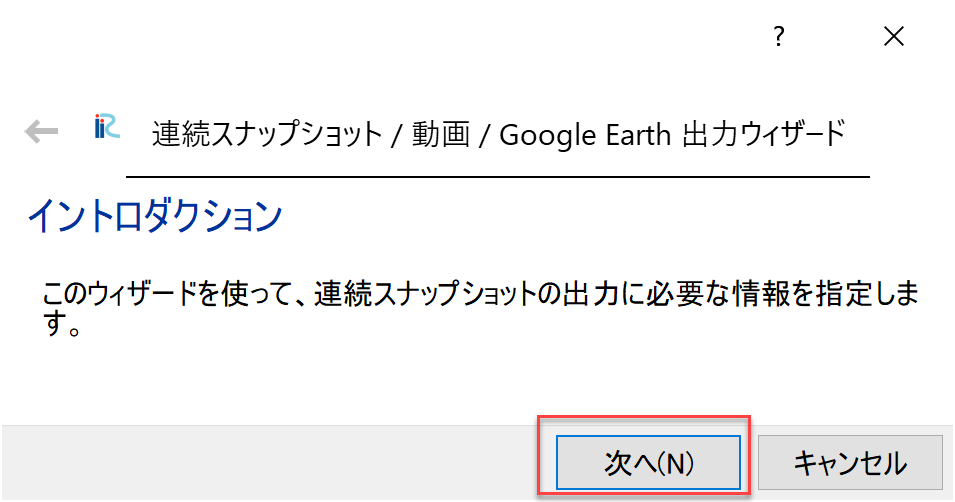 ?
iRIC
連続スナップショット / 動画 / Google Earth 出力ウィザード
イントロダクション
このウィザードを使って、連続スナップショットの出力に必要な情報を指定しま
す。
次へ(N)
キャンセル